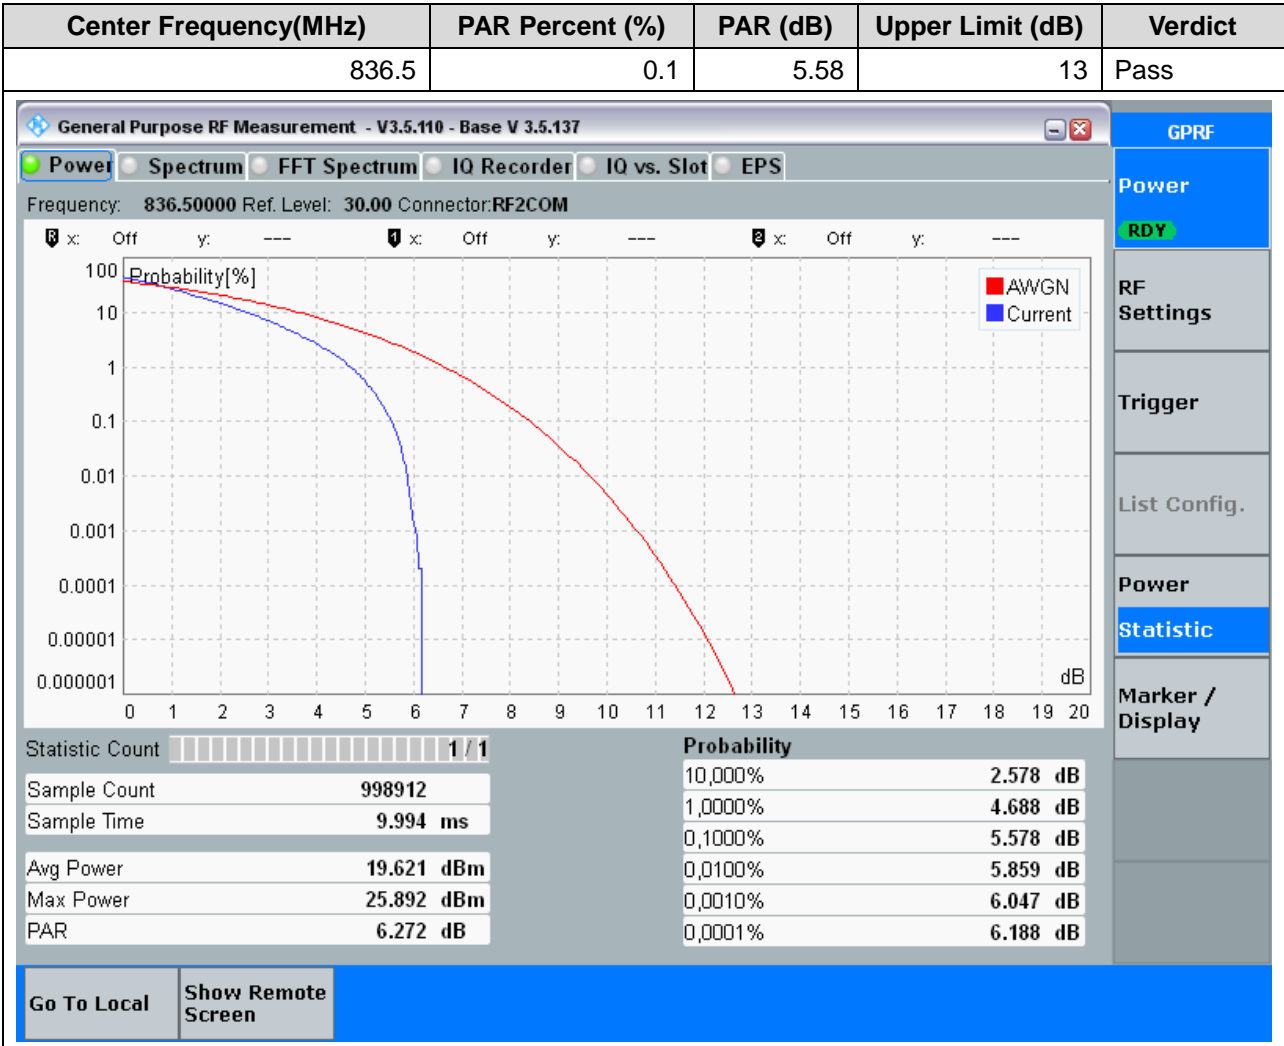 Center Frequency(MHz) PAR Percent (%) PAR (dB) Upper Limit (dB) Verdict
836.5 0.1 5.58 13 Pass
General Purpose RF Measurement - V3.5.110 - Base V 3.5.137
GPRF
Power Spectrum FFT Spectrum IQ Recorder IQ vs. Slot EPS
Frequency: 836.50000 Ref. Level: 30.00 Connector:RF2COM
R x: Off y: --- 1 x: Off y: --- 2 x: Off y: ---
Power
RDY
RF
Settings
Trigger
List Config.
Power
Statistic
Marker /
Display
Probability[%]
AWGN
Current
100
10
1
0.1
0.01
0.001
0.0001
0.00001
0.000001
dB
0 1 2 3 4 5 6 7 8 9 10 11 12 13 14 15 16 17 18 19 20
Statistic Count 1 / 1
Sample Count 998912
Sample Time 9.994 ms
Avg Power 19.621 dBm
Max Power 25.892 dBm
PAR 6.272 dB
Probability
10,000% 2.578 dB
1,0000% 4.688 dB
0,1000% 5.578 dB
0,0100% 5.859 dB
0,0010% 6.047 dB
0,0001% 6.188 dB
Go To Local
Show Remote
Screen